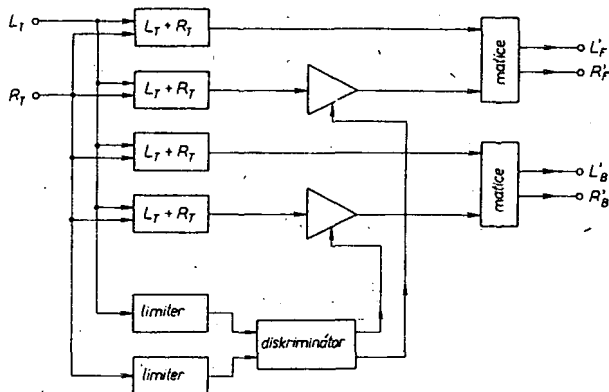 L_T
L_T + R_T
matice
L'_F
R'_F
R_T
L_T + R_T
L_T + R_T
matice
L'_B
R'_B
L_T + R_T
limiter
diskriminátor
limiter